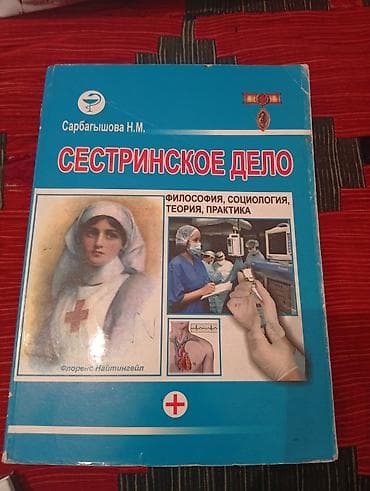 Сарбагышова Н.М.
СЕСТРИНСКОЕ ДЕЛО
ФИЛОСОФИЯ, СОЦИОЛОГИЯ,
ТЕОРИЯ, ПРАКТИКА
Флоренс Найтингейл